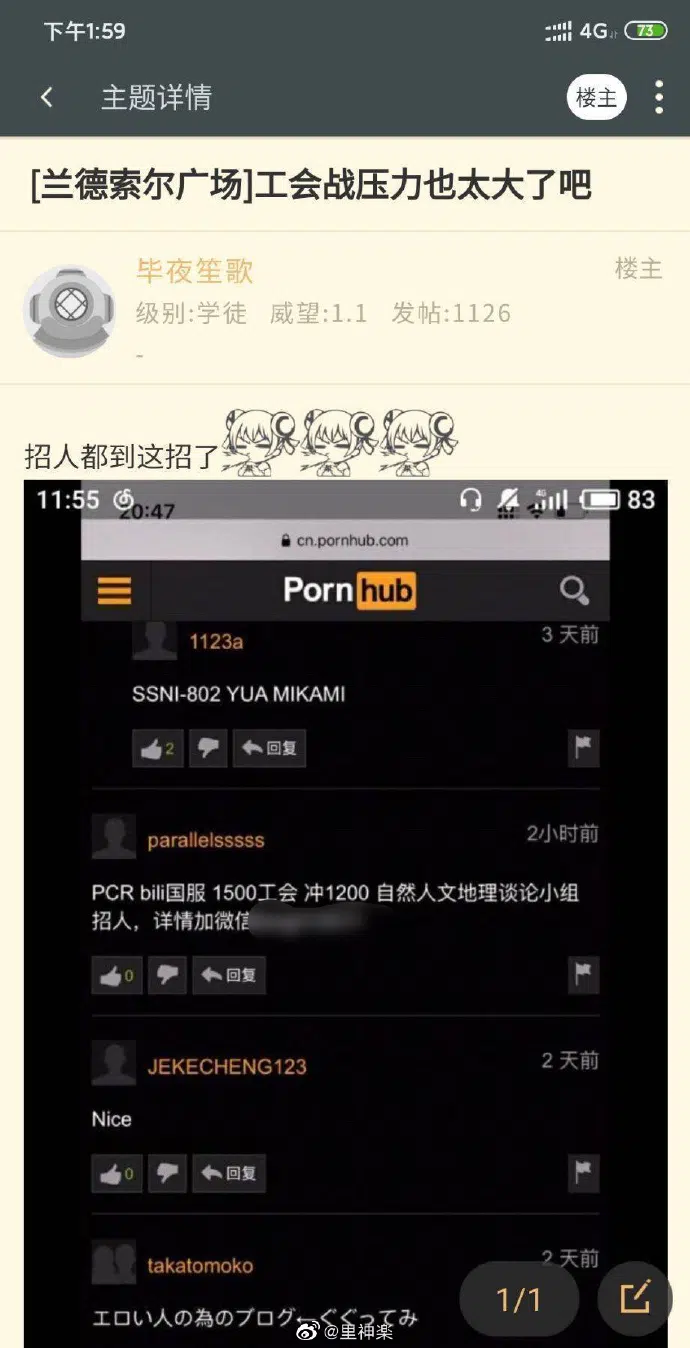 下午1:59
4G
73
主题详情
楼主
[兰德索尔广场]工会战压力也太大了吧
毕夜笙歌
楼主
级别:学徒 威望:1.1 发帖:1126
-
招人都到这招了
11:55
4G
83
20:47
cn.pornhub.com
Porn hub
1123a
3 天前
SSNI-802 YUA MIKAMI
2
回复
parallelsssss
2小时前
PCR bili国服 1500工会 冲1200 自然人文地理谈论小组
招人，详情加微信
0
回复
JEKECHENG123
2 天前
Nice
0
回复
takatomoko
2 天前
エロい人の為のブログ←ぐぐってみ
1/1
@里神楽